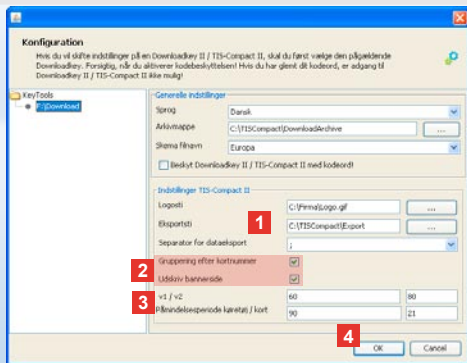 Konfiguration
Hvis du vil skifte indstillinger på en Downloadkey II / TIS-Compact II, skal du først vælge den pågældende
Downloadkey. Forsigtig, når du aktiverer kodebeskyttelsen! Hvis du har glemt dit kodeord, er adgang til
Downloadkey II / TIS-Compact II ikke mulig!
KeyTools
F:\Download
Generelle indstillinger
Sprog Dansk
Arkivmappe C:\TISCompact\DownloadArchive ...
Skema filnavn Europa
Beskyt Downloadkey II / TIS-Compact II med kodeord!
Indstillinger TIS-Compact II
Logosti C:\Firma\Logo.gif ...
1
Eksportsti C:\TISCompact\Export ...
Separator for dataeksport ;
Gruppering efter kortnummer
2
Udskriv bannerside
3
v1 / v2 60 80
Påmindelsesperiode køretøj / kort 90 21
4
OK Cancel